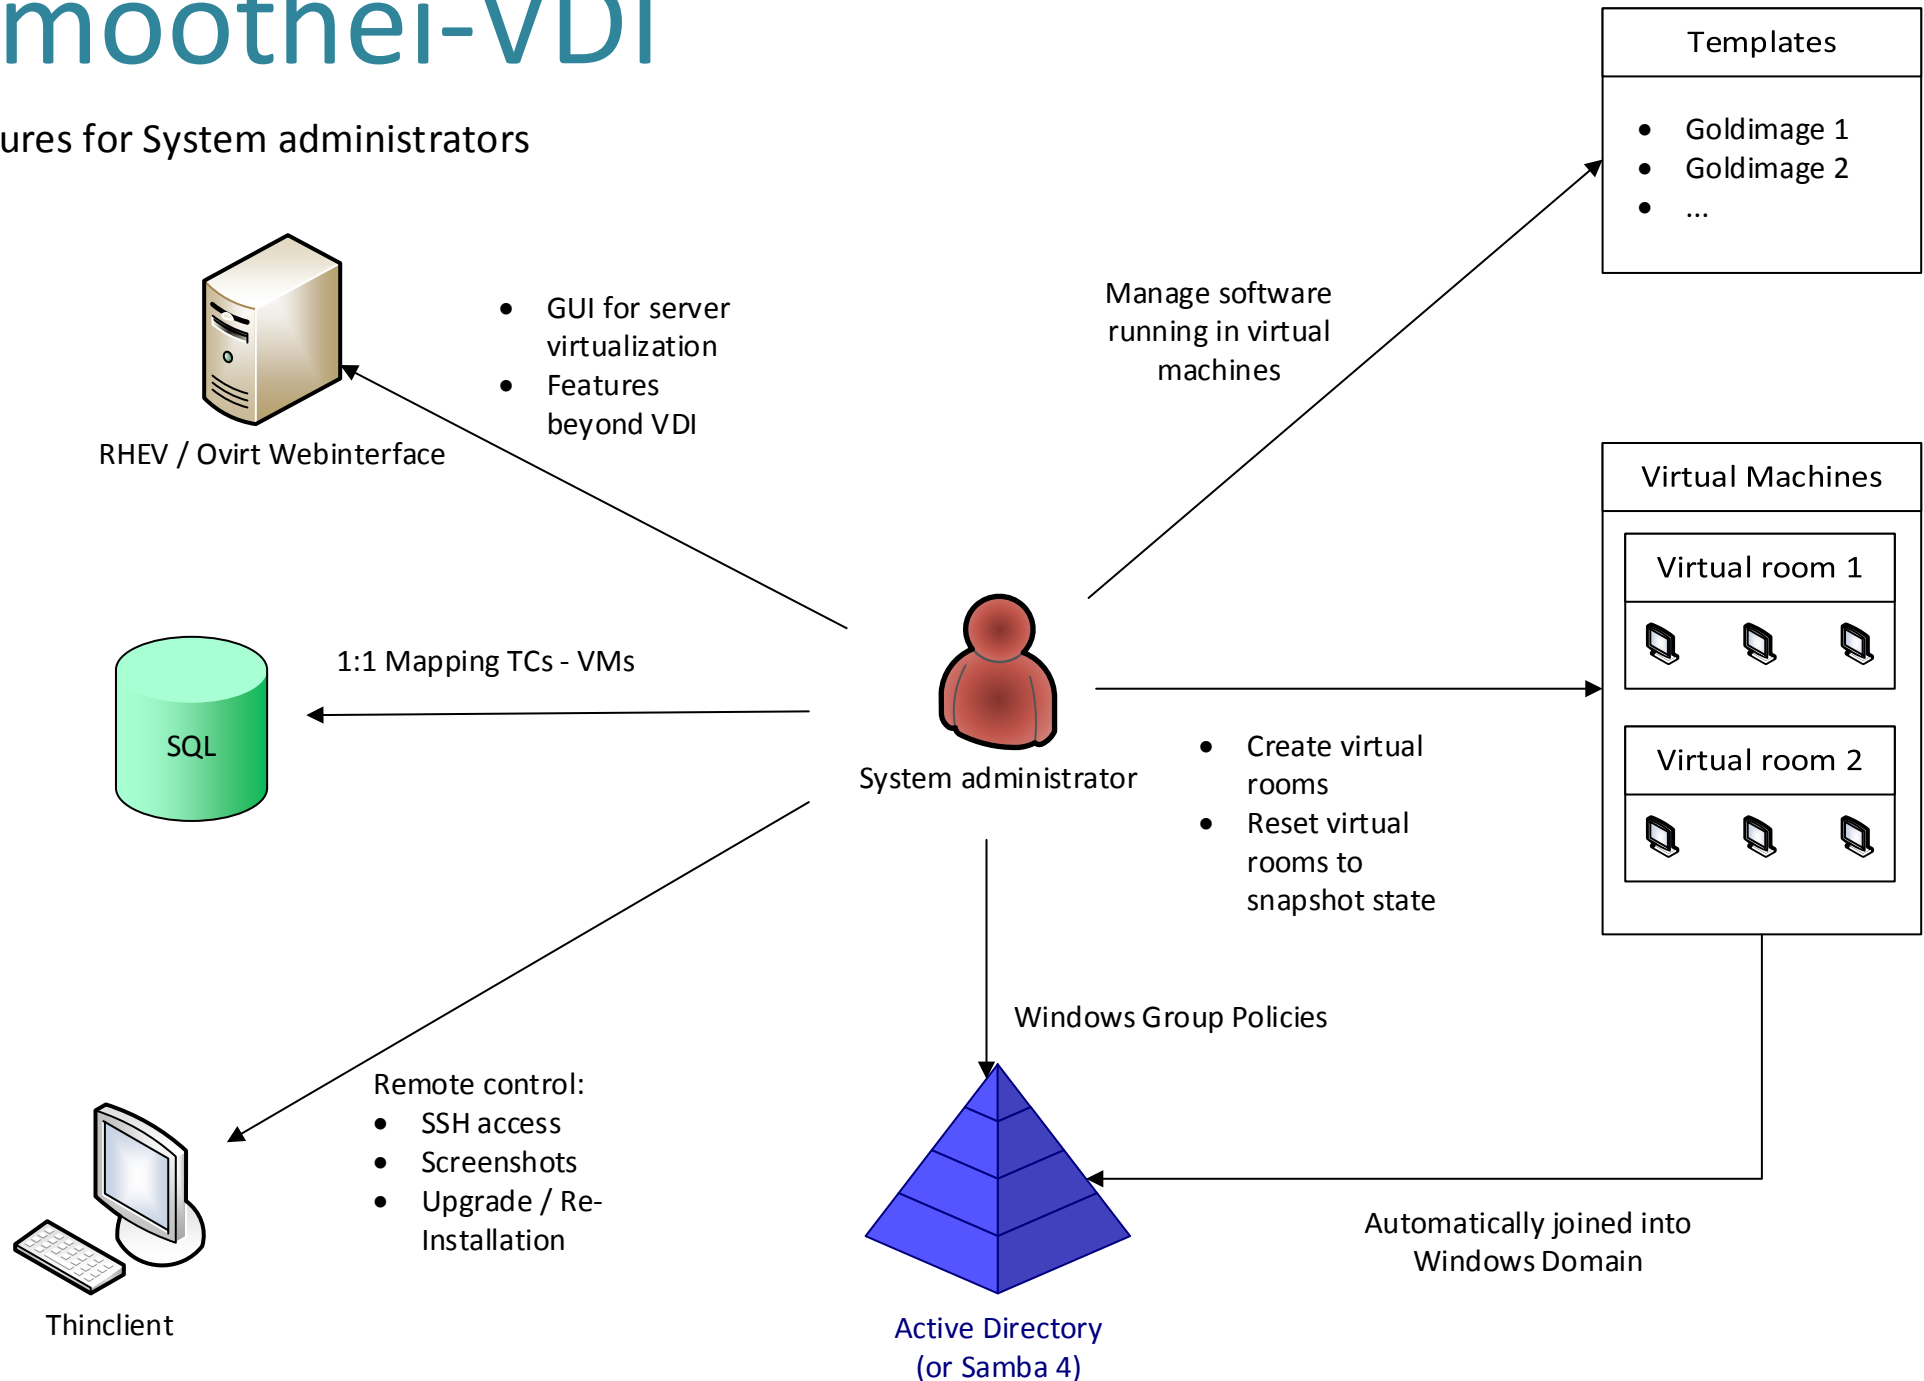 moothei-VDI
ures for System administrators
Templates
• Goldimage 1
• Goldimage 2
• ...
• GUI for server
virtualization
• Features
beyond VDI
RHEV / Ovirt Webinterface
Manage software
running in virtual
machines
Virtual Machines
Virtual room 1
Virtual room 2
1:1 Mapping TCs - VMs
SQL
System administrator
• Create virtual
rooms
• Reset virtual
rooms to
snapshot state
Windows Group Policies
Remote control:
• SSH access
• Screenshots
• Upgrade / Re-
Installation
Thinclient
Automatically joined into
Windows Domain
Active Directory
(or Samba 4)